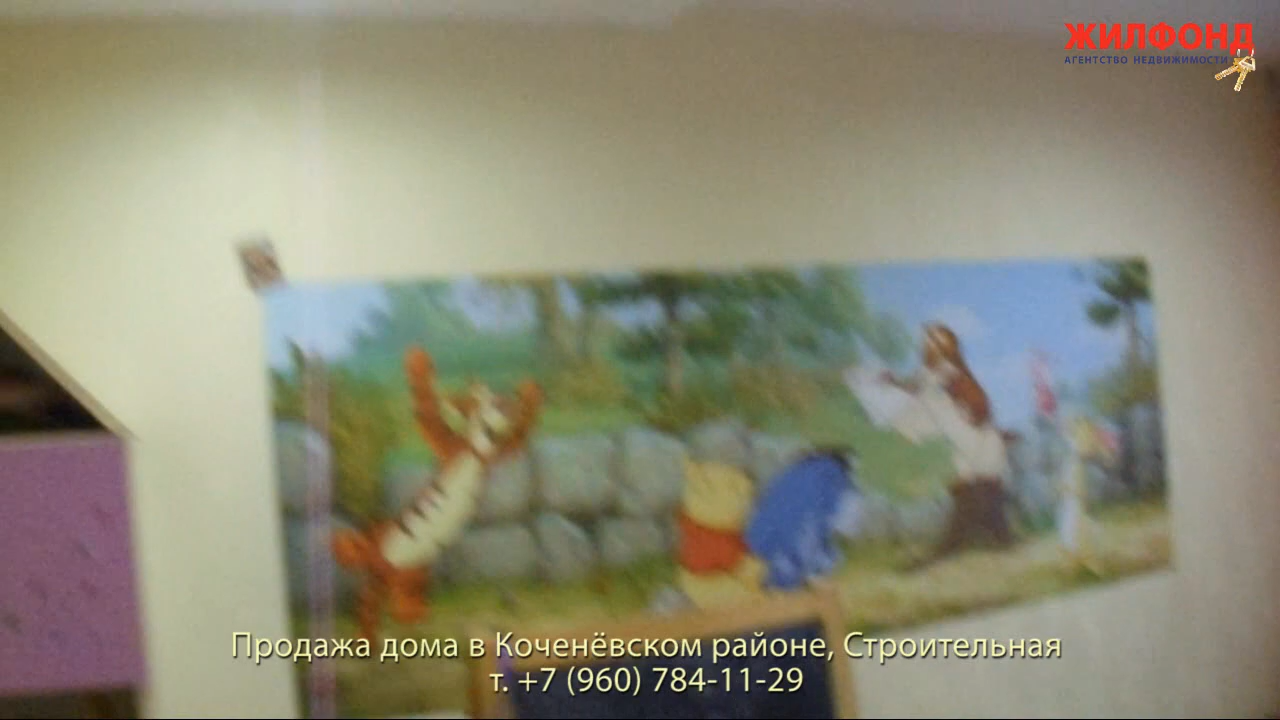 ЖИЛФОНД
АГЕНТСТВО НЕДВИЖИМОСТИ
Продажа дома в Коченёвском районе, Строительная
т. +7 (960) 784-11-29